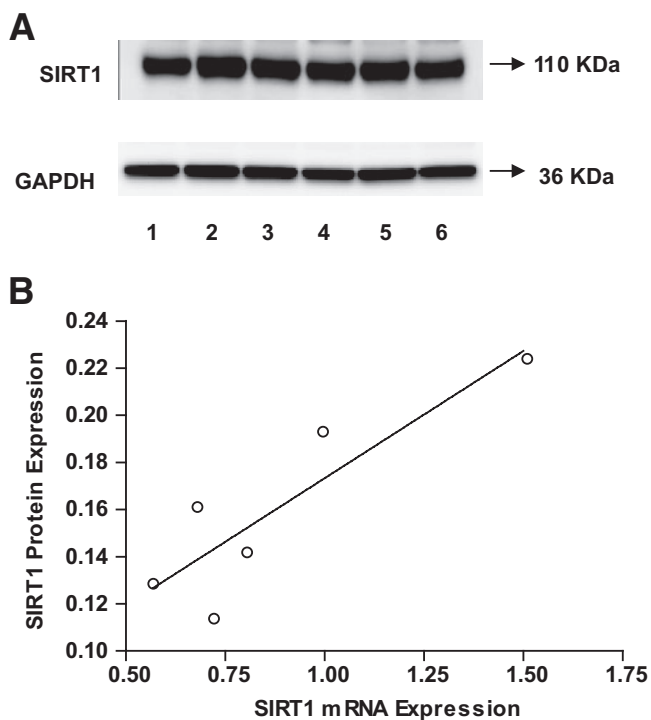 A
SIRT1
110 KDa
GAPDH
36 KDa
1 2 3 4 5 6
B
0.24
0.22
0.20
0.18
0.16
0.14
0.12
0.10
SIRT1 Protein Expression
0.50 0.75 1.00 1.25 1.50 1.75
SIRT1 mRNA Expression